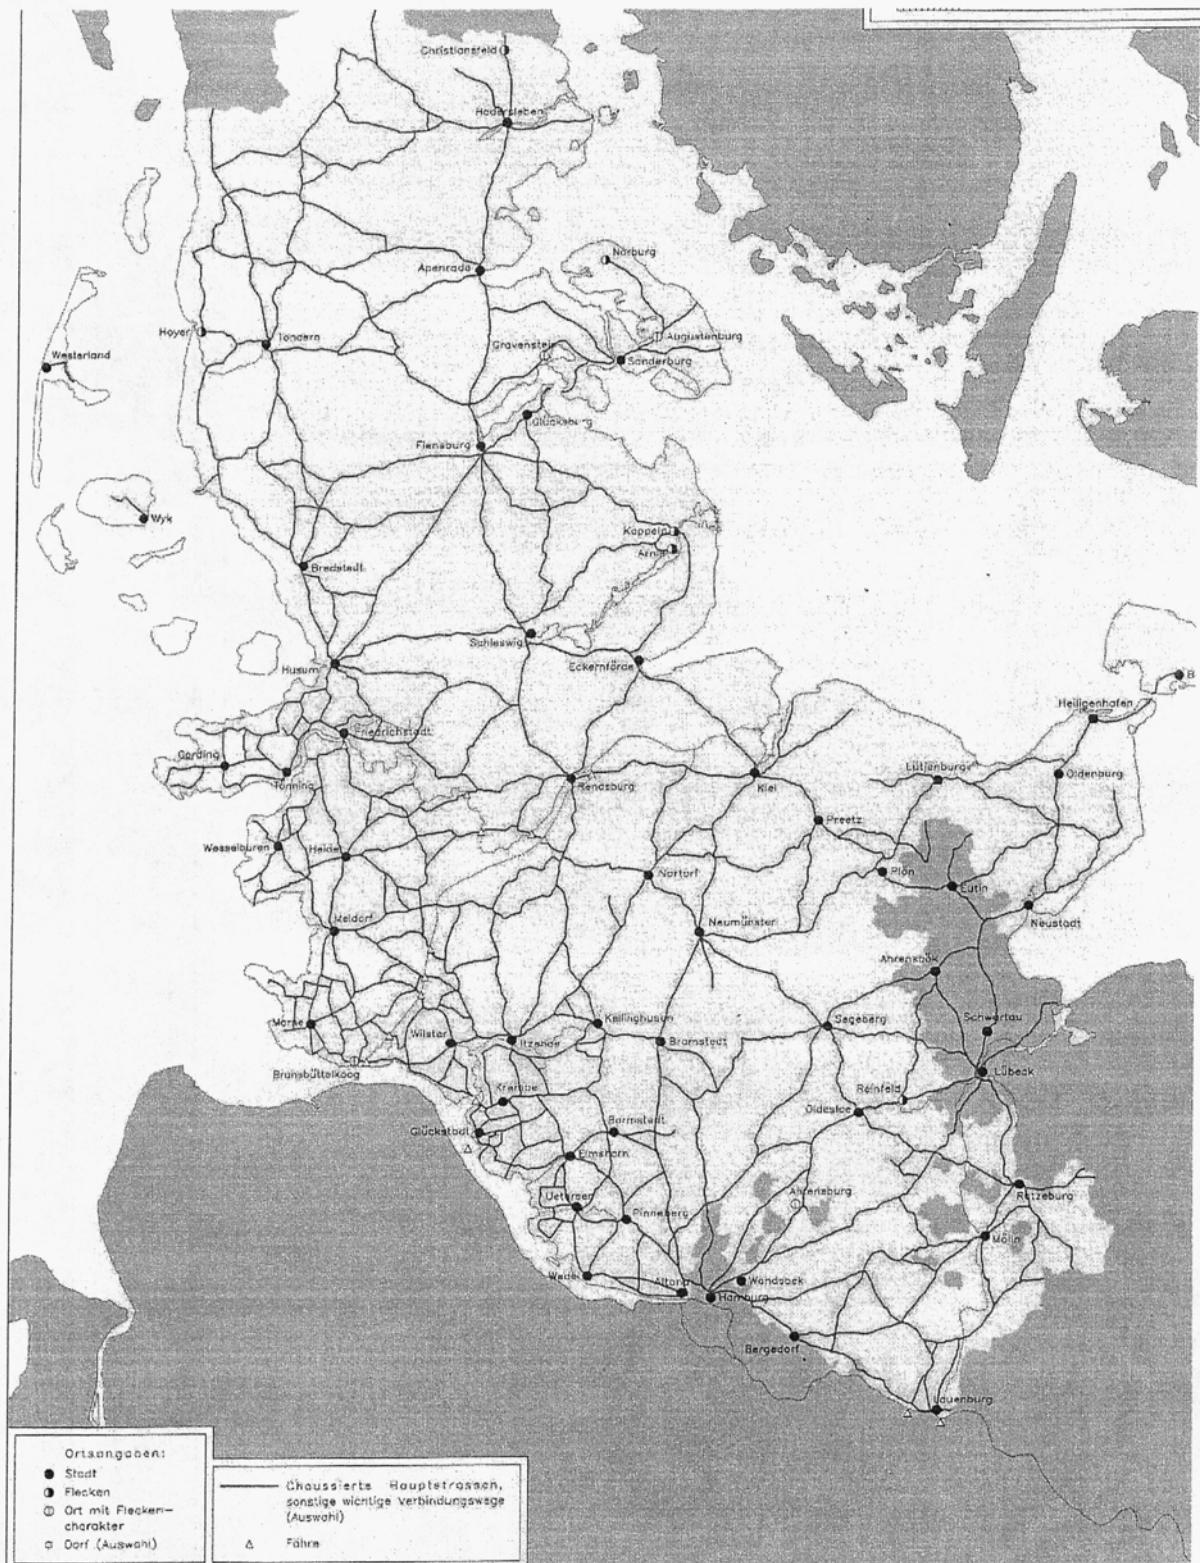 Christiansfeld
Hadersleben
Norburg
Apenrade
Hoyer
Tondern
Augustenburg
Gravenstein
Westerland
Sonderburg
Glücksburg
Flensburg
Wyk
Kappeln
Arnis
Bredstedt
Schleswig
Husum
Eckernförde
B
Heiligenhafen
Friedrichstadt
Garding
Lütjenburg
Oldenburg
Tönning
Rendsburg
Kiel
Preetz
Wesselburen
Heide
Plön
Nortorf
Eutin
Meldorf
Neumünster
Neustadt
Ahrensbök
Marne
Wilster
Kellinghusen
Segeberg
Schwartau
Itzehoe
Bramstedt
Brunsbüttelkoog
Lübeck
Krempe
Reinfeld
Oldesloe
Glückstadt
Barmstedt
Elmshorn
Uetersen
Ahrensburg
Ratzeburg
Pinneberg
Mölln
Wedel
Altona
Wandsbek
Hamburg
Bergedorf
Lauenburg
Ortsangaben:
Stadt
Flecken
Ort mit Flecken-
charakter
Dorf (Auswahl)
Chaussierte Hauptstrassen,
sonstige wichtige Verbindungswege
(Auswahl)
Fähre